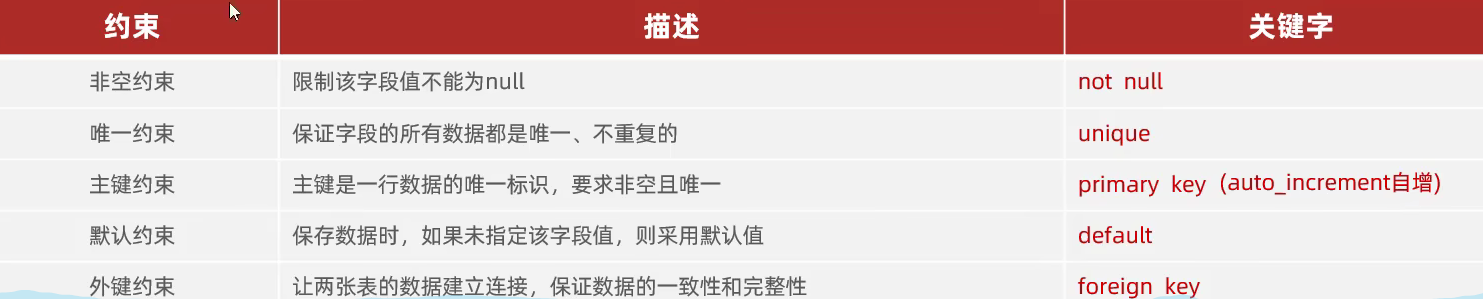 约束 描述 关键字
非空约束 限制该字段值不能为null not null
唯一约束 保证字段的所有数据都是唯一、不重复的 unique
主键约束 主键是一行数据的唯一标识，要求非空且唯一 primary key (auto_increment自增)
默认约束 保存数据时，如果未指定该字段值，则采用默认值 default
外键约束 让两张表的数据建立连接，保证数据的一致性和完整性 foreign key